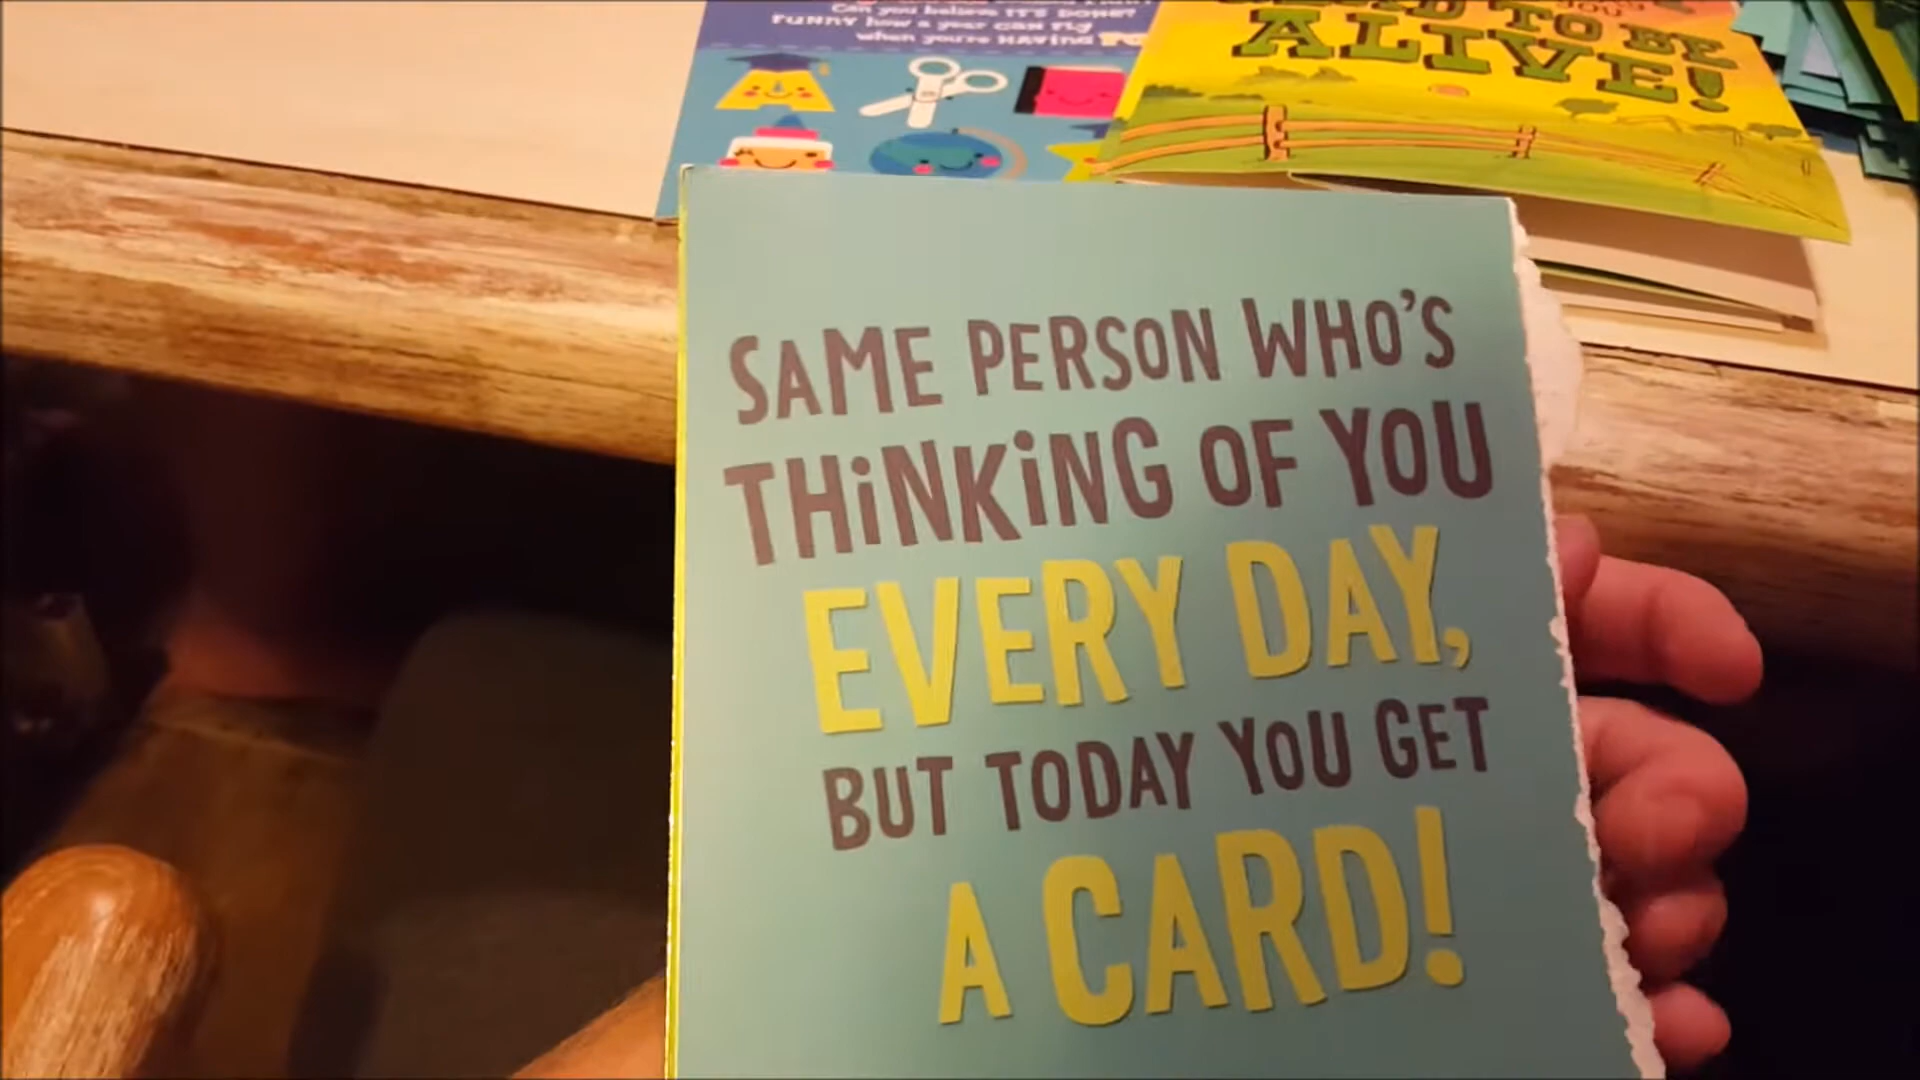 Can you believe IT'S DONE?
FUNNY how a year CAN Fly
when you're HAVING
YOU
TO BE
ALIVE!
SAME PERSON WHO'S
THINKING OF YOU
EVERY DAY,
BUT TODAY YOU GET
A CARD!